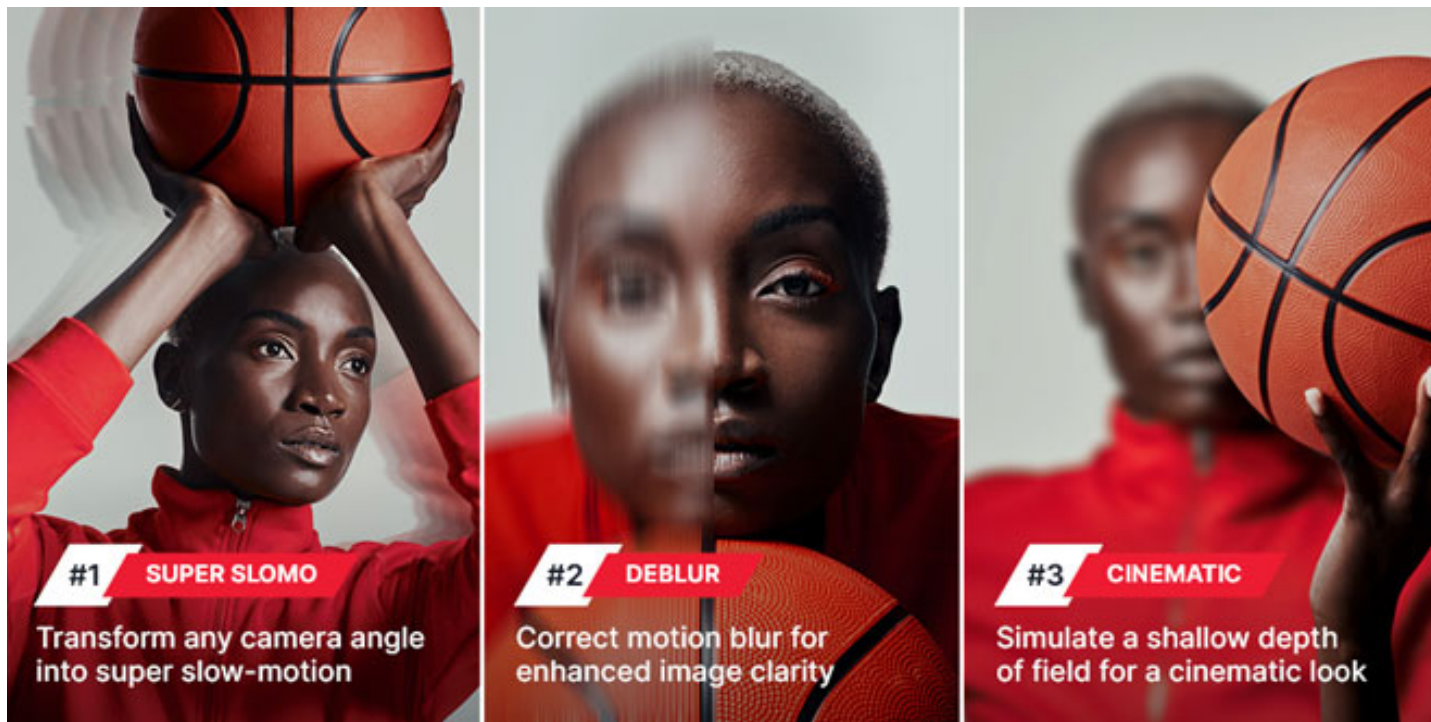 #1 SUPER SLOMO
Transform any camera angle
into super slow-motion
#2 DEBLUR
Correct motion blur for
enhanced image clarity
#3 CINEMATIC
Simulate a shallow depth
of field for a cinematic look